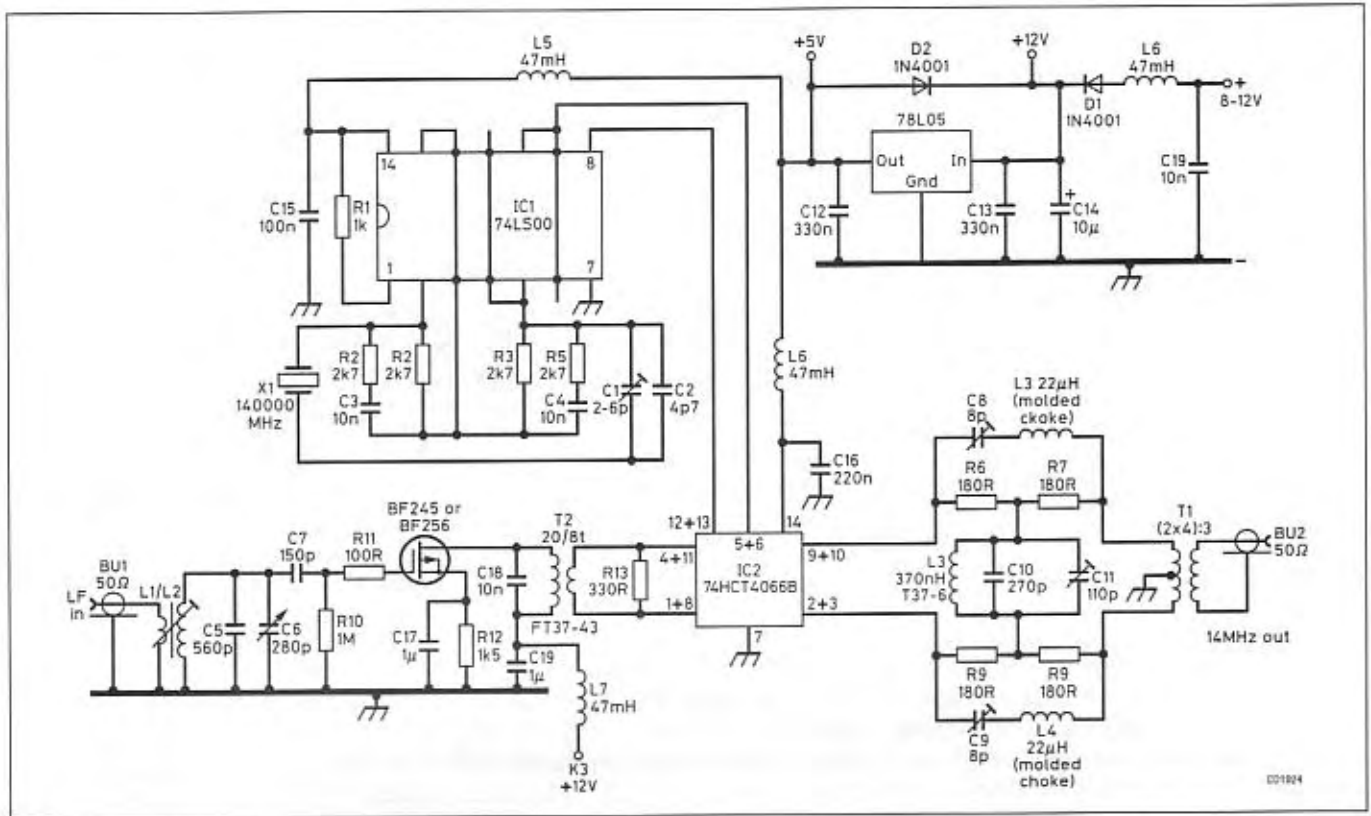 L5
47mH
+5V
D2
1N4001
+12V
L6
47mH
+
8-12V
D1
1N4001
78L05
Out
In
Gnd
C12
330n
C13
330n
+
C14
10µ
C19
10n
-
14
8
IC1
74LS00
1
7
C15
100n
R1
1k
X1
140000
MHz
R2
2k7
R2
2k7
C3
10n
R3
2k7
R5
2k7
C4
10n
C1
2-6p
C2
4p7
L6
47mH
C16
220n
C8
8p
L3 22µH
(molded
ckoke)
R6
180R
R7
180R
BF245 or
BF256
T2
20/8t
12+13
4+11
5+6
14
9+10
IC2
74HCT4066B
1+8
2+3
7
R13
330R
L3
370nH
T37-6
C10
270p
C11
110p
T1
(2x4):3
BU2
50Ω
14MHz out
BU1
50Ω
LF
in
L1/L2
C5
560p
C6
280p
C7
150p
R11
100R
R10
1M
C17
1µ
R12
1k5
C18
10n
FT37-43
C19
1µ
L7
47mH
K3
+12V
R9
180R
R9
180R
C9
8p
L4
22µH
(molded
choke)
CD1924